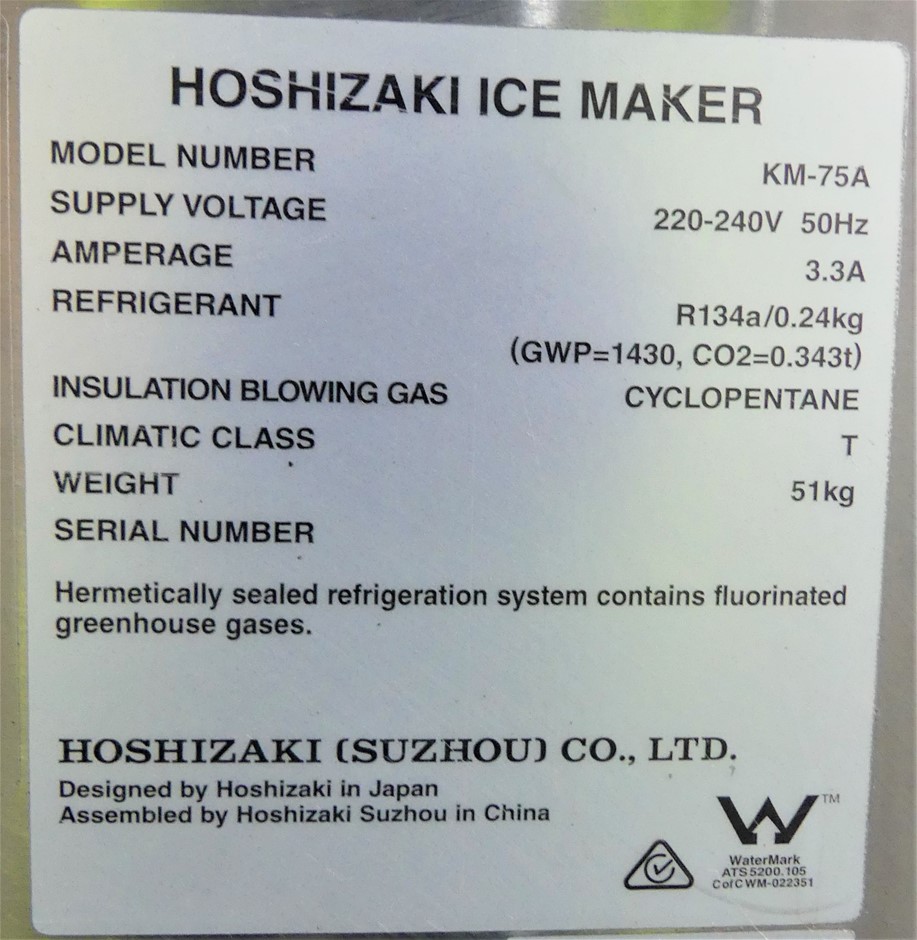 HOSHIZAKI ICE MAKER
MODEL NUMBER KM-75A
SUPPLY VOLTAGE 220-240V 50Hz
AMPERAGE 3.3A
REFRIGERANT R134a/0.24kg
(GWP=1430, CO2=0.343t)
INSULATION BLOWING GAS CYCLOPENTANE
CLIMATIC CLASS T
WEIGHT 51kg
SERIAL NUMBER
Hermetically sealed refrigeration system contains fluorinated
greenhouse gases.
HOSHIZAKI (SUZHOU) CO., LTD.
Designed by Hoshizaki in Japan
Assembled by Hoshizaki Suzhou in China
W TM
WaterMark
ATS 5200.105
CofC WM-022351